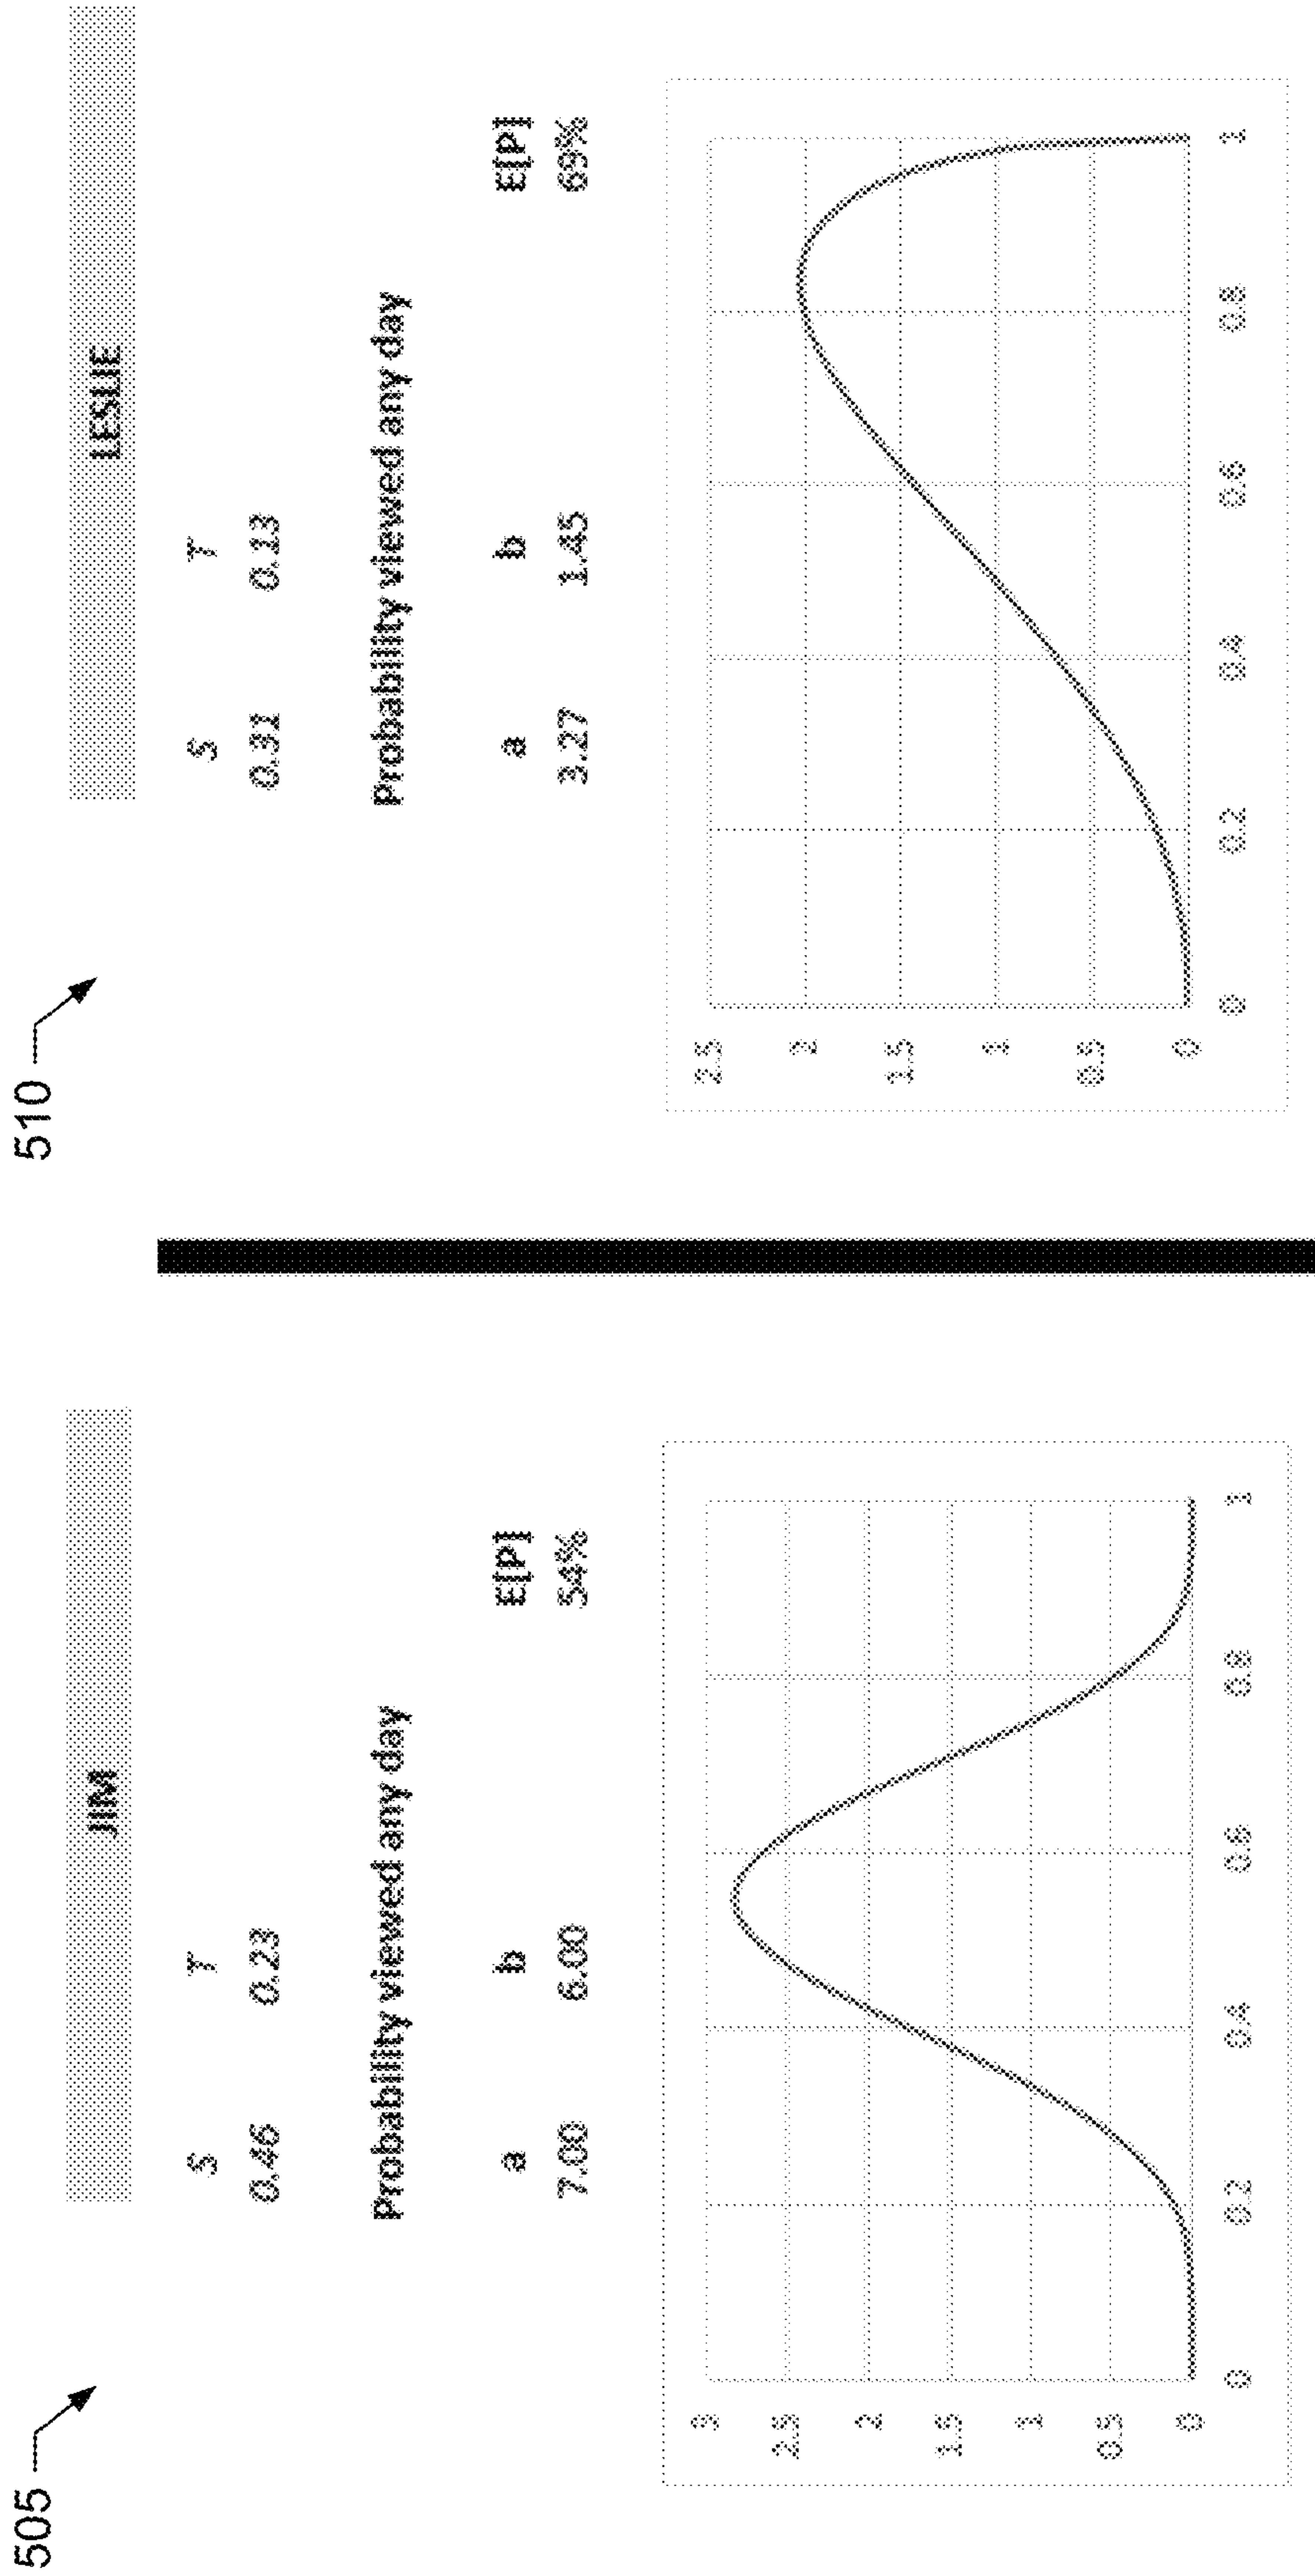 505
JIM
S T
0.46 0.23
Probability viewed any day
a b E[P]
7.00 6.00 54%
3
2.5
2
1.5
1
0.5
0
0 0.2 0.4 0.6 0.8 1
510
LESLIE
S T
0.31 0.13
Probability viewed any day
a b E[P]
3.27 1.45 69%
2.5
2
1.5
1
0.5
0
0 0.2 0.4 0.6 0.8 1